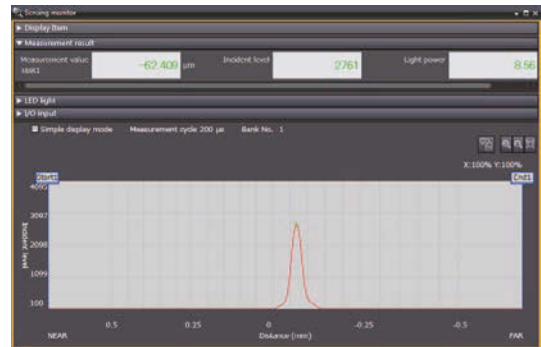 Sensing monitor
Display Item
Measurement result
Measurement value
-62.409 μm
Incident level
2761
Light power
8.56
LED light
I/O input
Simple display mode
Measurement cycle 200 μs
Bank No. 1
X:100% Y:100%
Start1
End1
4095
3097
2098
1099
100
Incident level
0.5
0.25
0
-0.25
-0.5
NEAR
Distance (mm)
FAR